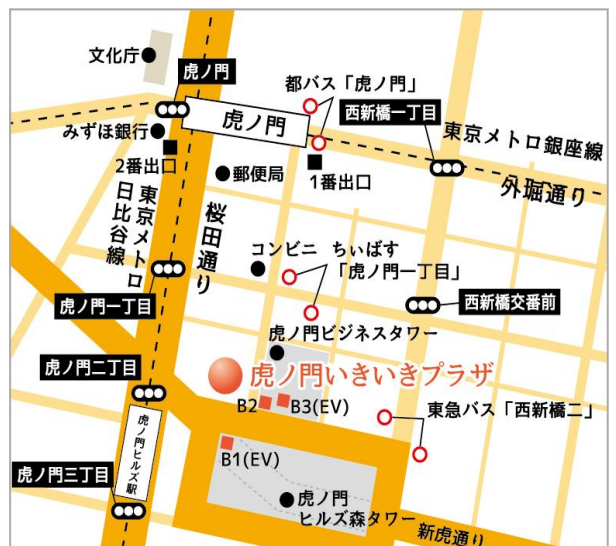 文化庁
虎ノ門
都バス「虎ノ門」
西新橋一丁目
みずほ銀行
虎ノ門
東京メトロ銀座線
2番出口
郵便局
1番出口
外堀通り
東京メトロ
日比谷線
桜田通り
コンビニ
ちぃばす
「虎ノ門一丁目」
虎ノ門一丁目
西新橋交番前
虎ノ門ビジネスタワー
虎ノ門二丁目
虎ノ門いきいきプラザ
B2
B3(EV)
東急バス「西新橋二」
虎ノ門ヒルズ駅
B1(EV)
虎ノ門三丁目
虎ノ門
ヒルズ森タワー
新虎通り